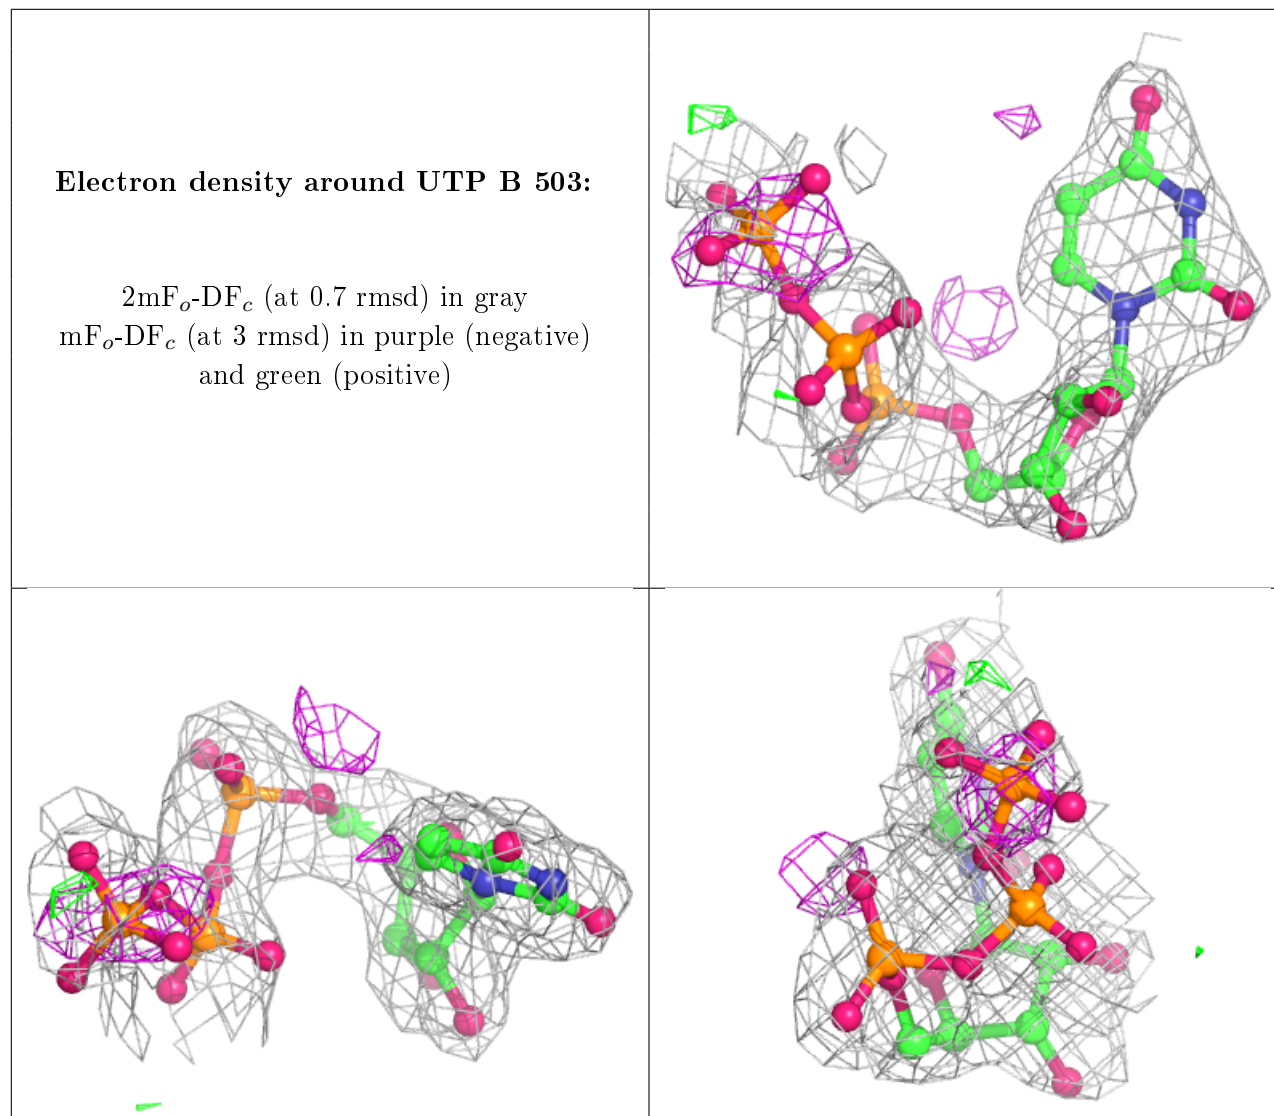 Electron density around UTP B 503:
2mFo-DFc (at 0.7 rmsd) in gray
mFo-DFc (at 3 rmsd) in purple (negative)
and green (positive)